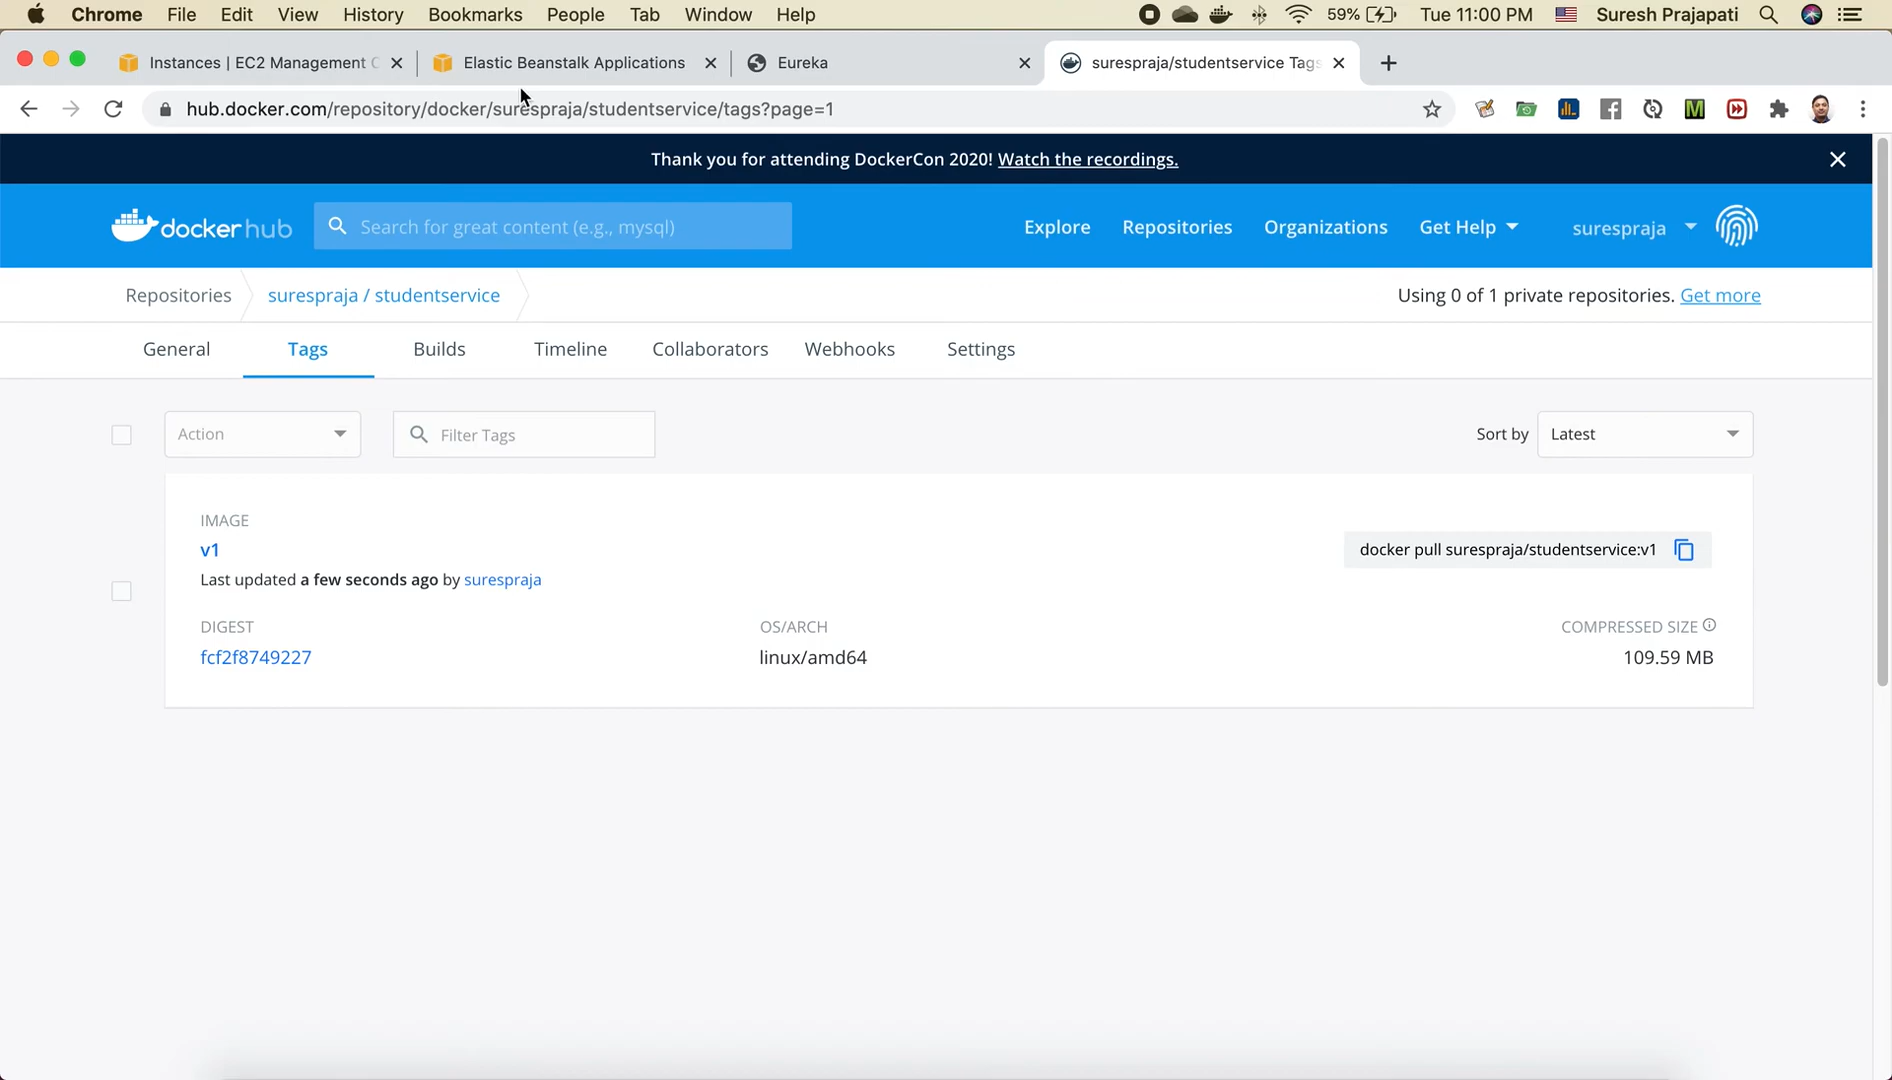 Chrome File Edit View History Bookmarks People Tab Window Help 59% Tue 11:00 PM Suresh Prajapati
Instances | EC2 Management C Elastic Beanstalk Applications Eureka surespraja/studentservice Tags
hub.docker.com/repository/docker/surespraja/studentservice/tags?page=1
Thank you for attending DockerCon 2020! Watch the recordings.
docker hub Search for great content (e.g., mysql) Explore Repositories Organizations Get Help surespraja
Repositories surespraja / studentservice Using 0 of 1 private repositories. Get more
General Tags Builds Timeline Collaborators Webhooks Settings
Action Filter Tags Sort by Latest
IMAGE
v1 docker pull surespraja/studentservice:v1
Last updated a few seconds ago by surespraja
DIGEST OS/ARCH COMPRESSED SIZE
fcf2f8749227 linux/amd64 109.59 MB